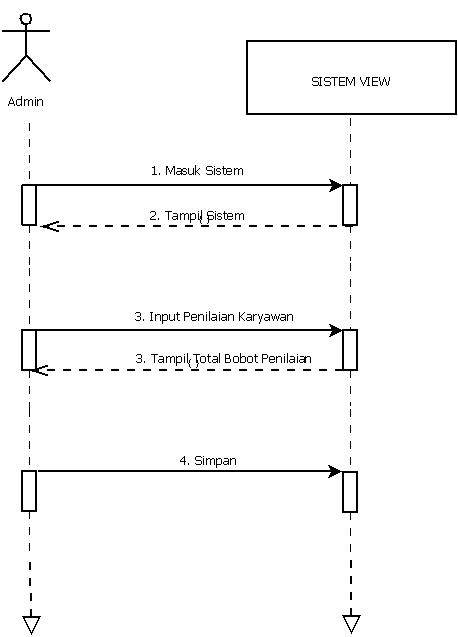 Admin
SISTEM VIEW
1. Masuk Sistem
2. Tampil Sistem
()
3. Input Penilaian Karyawan
3. Tampil Total Bobot Penilaian
()
4. Simpan